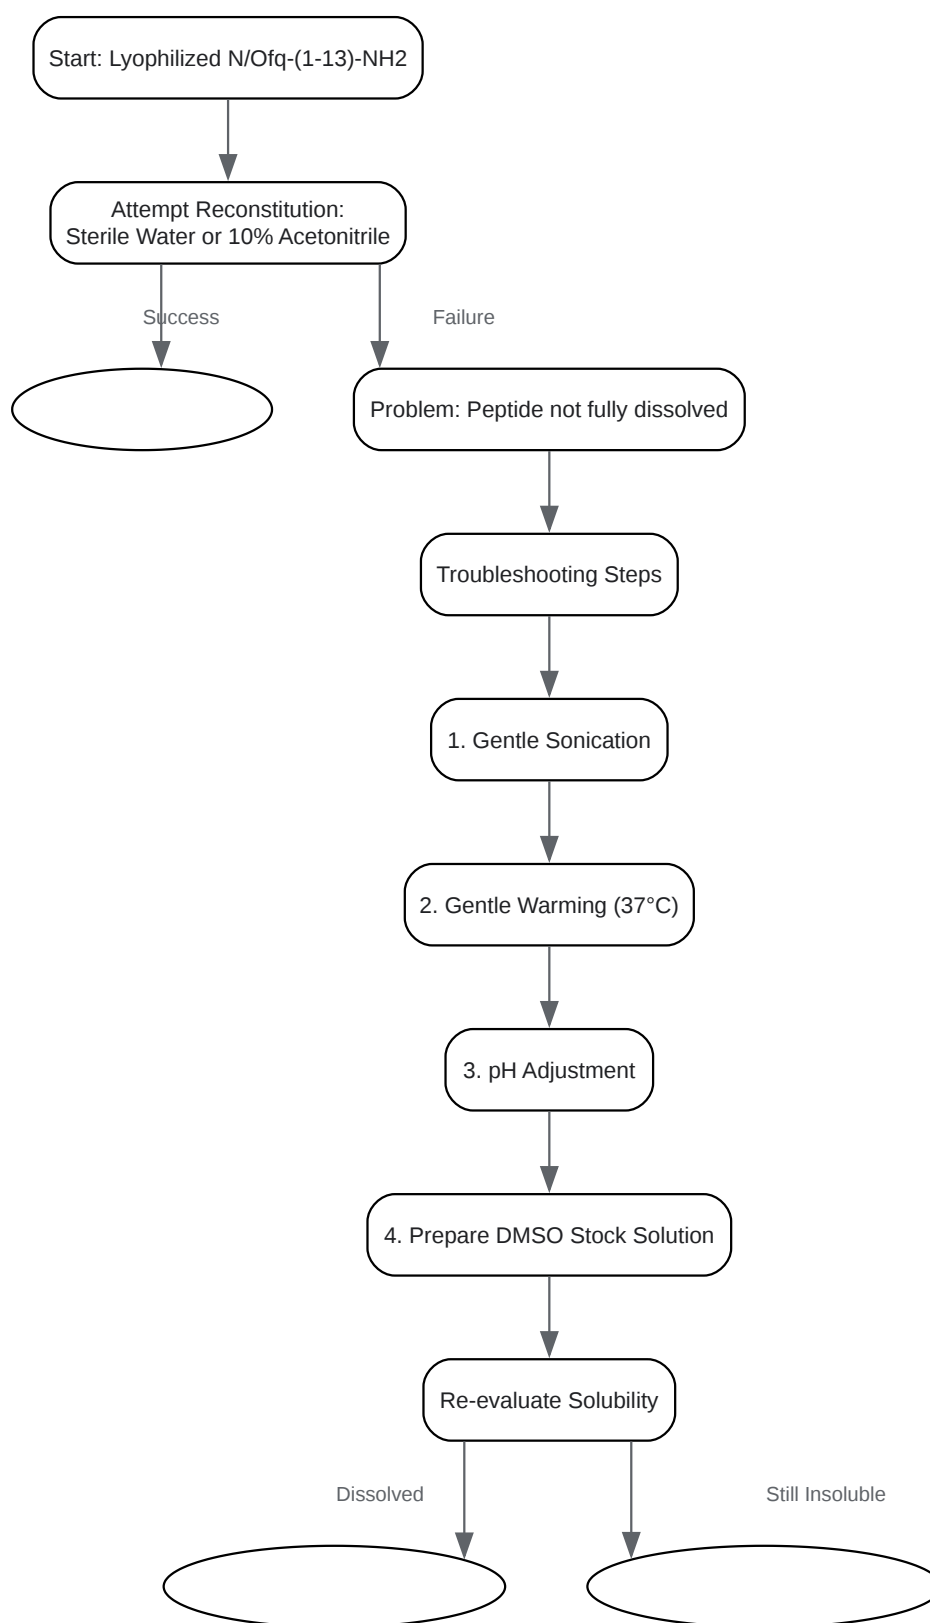 Start: Lyophilized N/Ofq-(1-13)-NH2
Attempt Reconstitution:
Sterile Water or 10% Acetonitrile
Success
Failure
Problem: Peptide not fully dissolved
Troubleshooting Steps
1. Gentle Sonication
2. Gentle Warming (37°C)
3. pH Adjustment
4. Prepare DMSO Stock Solution
Re-evaluate Solubility
Dissolved
Still Insoluble